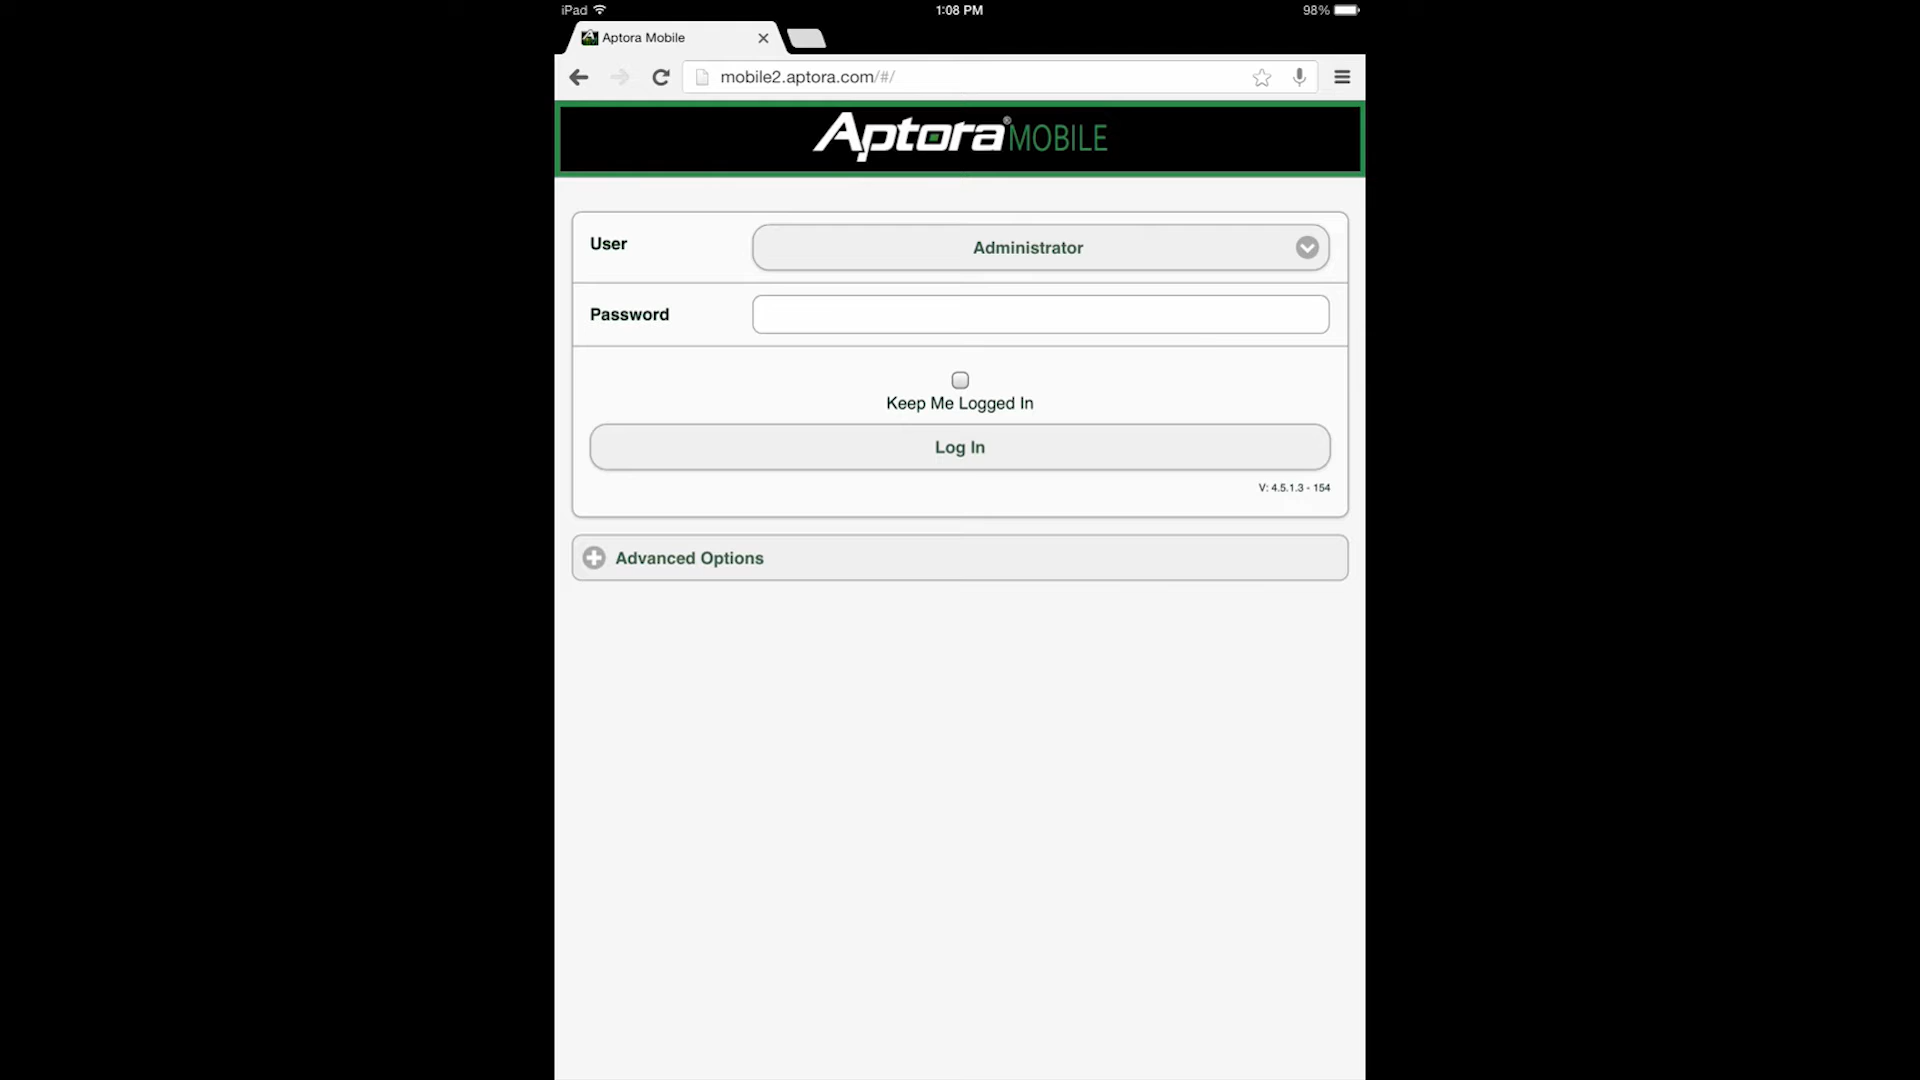 iPad 1:08 PM 98%
Aptora Mobile
mobile2.aptora.com/#/
Aptora® MOBILE
User Administrator
Password
Keep Me Logged In
Log In
V: 4.5.1.3 - 154
Advanced Options